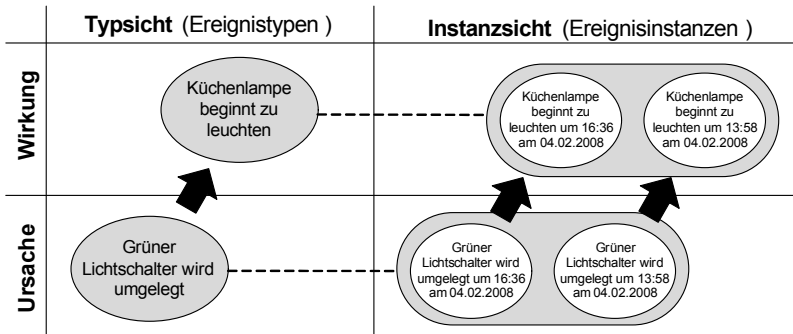 Typsicht (Ereignistypen )
Instanzsicht (Ereignisinstanzen )
Wirkung
Küchenlampe
beginnt zu
leuchten
Küchenlampe
beginnt zu
leuchten um 16:36
am 04.02.2008
Küchenlampe
beginnt zu
leuchten um 13:58
am 04.02.2008
Ursache
Grüner
Lichtschalter wird
umgelegt
Grüner
Lichtschalter wird
umgelegt um 16:36
am 04.02.2008
Grüner
Lichtschalter wird
umgelegt um 13:58
am 04.02.2008